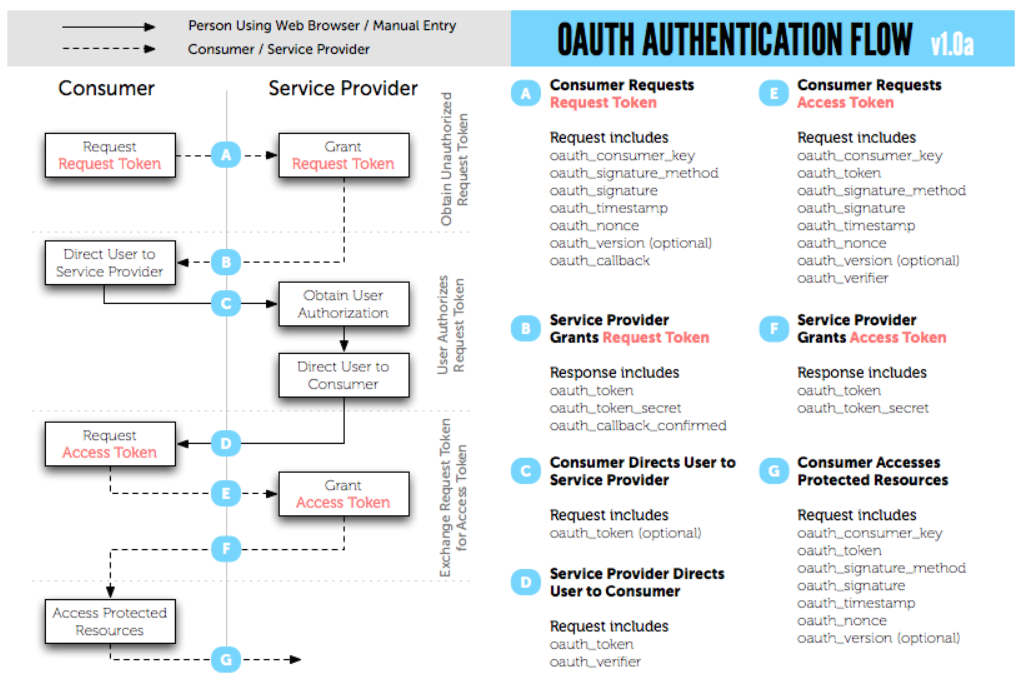 Person Using Web Browser / Manual Entry
Consumer / Service Provider
OAUTH AUTHENTICATION FLOW v1.0a
Consumer
Service Provider
Request
Request Token
A
Grant
Request Token
Obtain Unauthorized
Request Token
Direct User to
Service Provider
B
C
Obtain User
Authorization
Direct User to
Consumer
User Authorizes
Request Token
Request
Access Token
D
E
Grant
Access Token
F
Exchange Request Token
for Access Token
Access Protected
Resources
G
A
Consumer Requests
Request Token
Request includes
oauth_consumer_key
oauth_signature_method
oauth_signature
oauth_timestamp
oauth_nonce
oauth_version (optional)
oauth_callback
B
Service Provider
Grants Request Token
Response includes
oauth_token
oauth_token_secret
oauth_callback_confirmed
C
Consumer Directs User to
Service Provider
Request includes
oauth_token (optional)
D
Service Provider Directs
User to Consumer
Request includes
oauth_token
oauth_verifier
E
Consumer Requests
Access Token
Request includes
oauth_consumer_key
oauth_token
oauth_signature_method
oauth_signature
oauth_timestamp
oauth_nonce
oauth_version (optional)
oauth_verifier
F
Service Provider
Grants Access Token
Response includes
oauth_token
oauth_token_secret
G
Consumer Accesses
Protected Resources
Request includes
oauth_consumer_key
oauth_token
oauth_signature_method
oauth_signature
oauth_timestamp
oauth_nonce
oauth_version (optional)